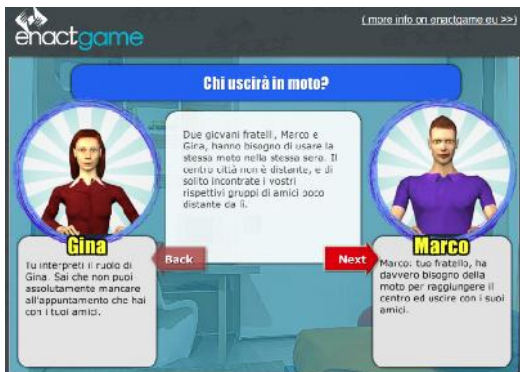 enactgame
( more info on enactgame.eu >>)
Chi uscirà in moto?
Due giovani fratelli, Marco e
Gina, hanno bisogno di usare la
stessa moto nella stessa sera. Il
centro città non è distante, e di
solito incontrate i vostri
rispettivi gruppi di amici poco
distante da lì.
Gina
Tu interpreti il ruolo di
Gina. Sai che non puoi
assolutamente mancare
all'appuntamento che hai
con i tuoi amici.
Back
Next
Marco
Marco: tuo fratello, ha
davvero bisogno della
moto per raggiungere il
centro ed uscire con i suoi
amici.